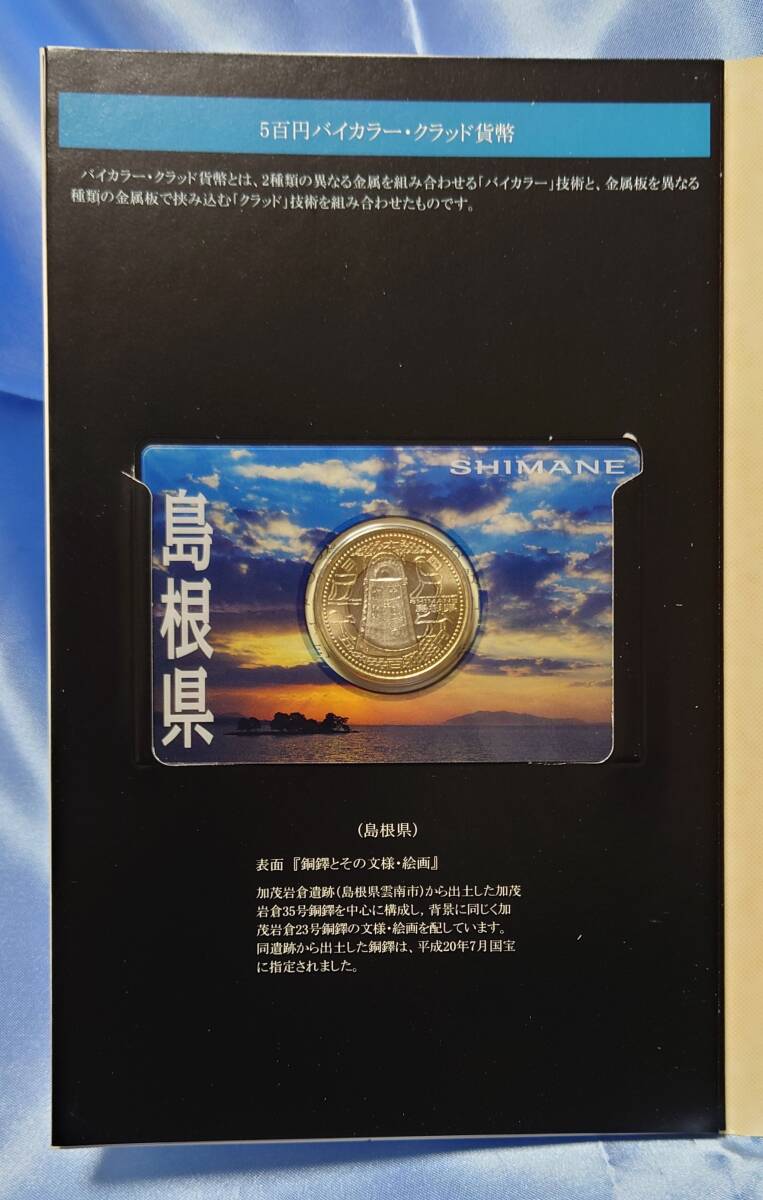 5百円バイカラー・クラッド貨幣
バイカラー・クラッド貨幣とは、2種類の異なる金属を組み合わせる「バイカラー」技術と、金属板を異なる
種類の金属板で挟み込む「クラッド」技術を組み合わせたものです。
SHIMANE
島根県
SHIMANE
島根県
(島根県)
表面 『銅鐸とその文様・絵画』
加茂岩倉遺跡(島根県雲南市)から出土した加茂
岩倉35号銅鐸を中心に構成し,背景に同じく加
茂岩倉23号銅鐸の文様・絵画を配しています。
同遺跡から出土した銅鐸は、平成20年7月国宝
に指定されました。